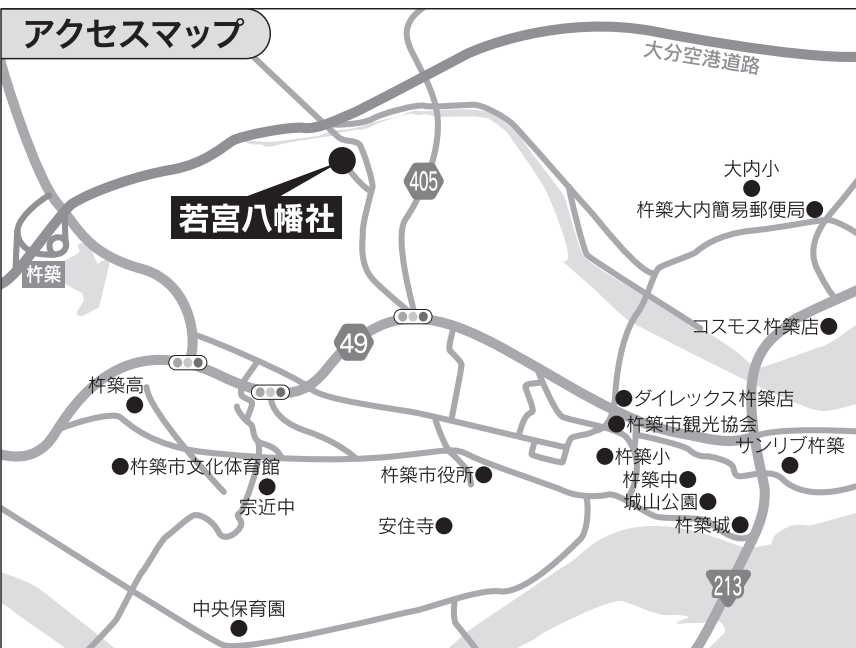 アクセスマップ
大分空港道路
大内小
405
杵築大内簡易郵便局
若宮八幡社
杵築
コスモス杵築店
49
杵築高
ダイレックス杵築店
杵築市観光協会
サンリブ杵築
杵築市文化体育館
杵築小
杵築市役所
杵築中
宗近中
城山公園
安住寺
杵築城
213
中央保育園